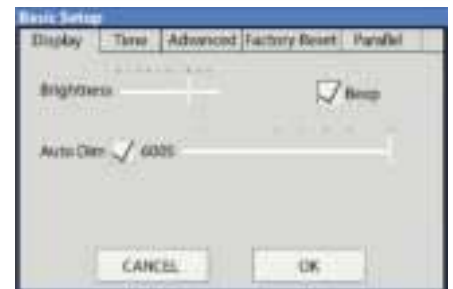 Basic Setup
Display Time Advanced Factory Reset Parallel
Brightness Beep
Auto Dim 600S
CANCEL OK